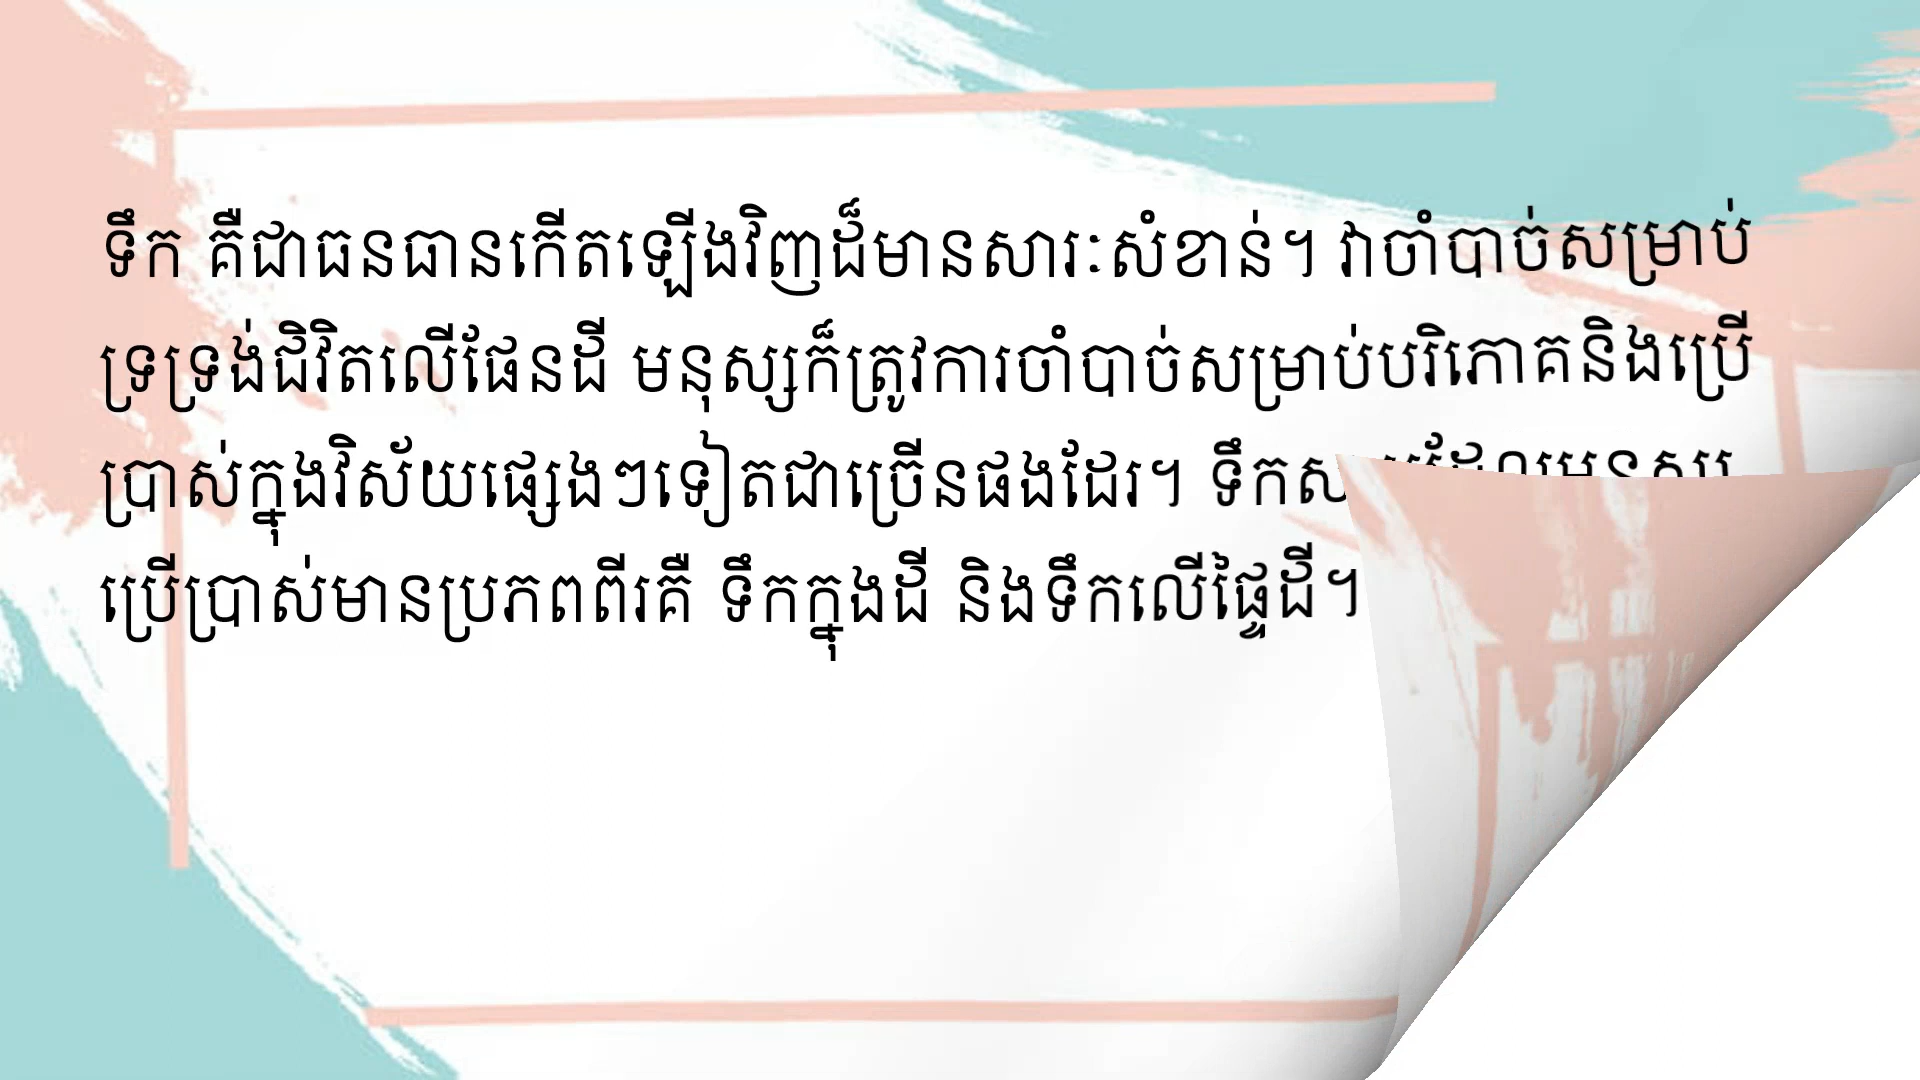 ទឹក គឺជាធនធានកើតឡើងវិញដ៏មានសារៈសំខាន់។ វាចាំបាច់សម្រាប់
ទ្រទ្រង់ជិវិតលើផែនដី មនុស្សក៏ត្រូវការចាំបាច់សម្រាប់បរិភោគនិងប្រើ
ប្រាស់ក្នុងវិស័យផ្សេងៗទៀតជាច្រើនផងដែរ។
ប្រើប្រាស់មានប្រភពពីរគឺ ទឹកក្នុងដី និងទឹកលើផ្ទៃដី។